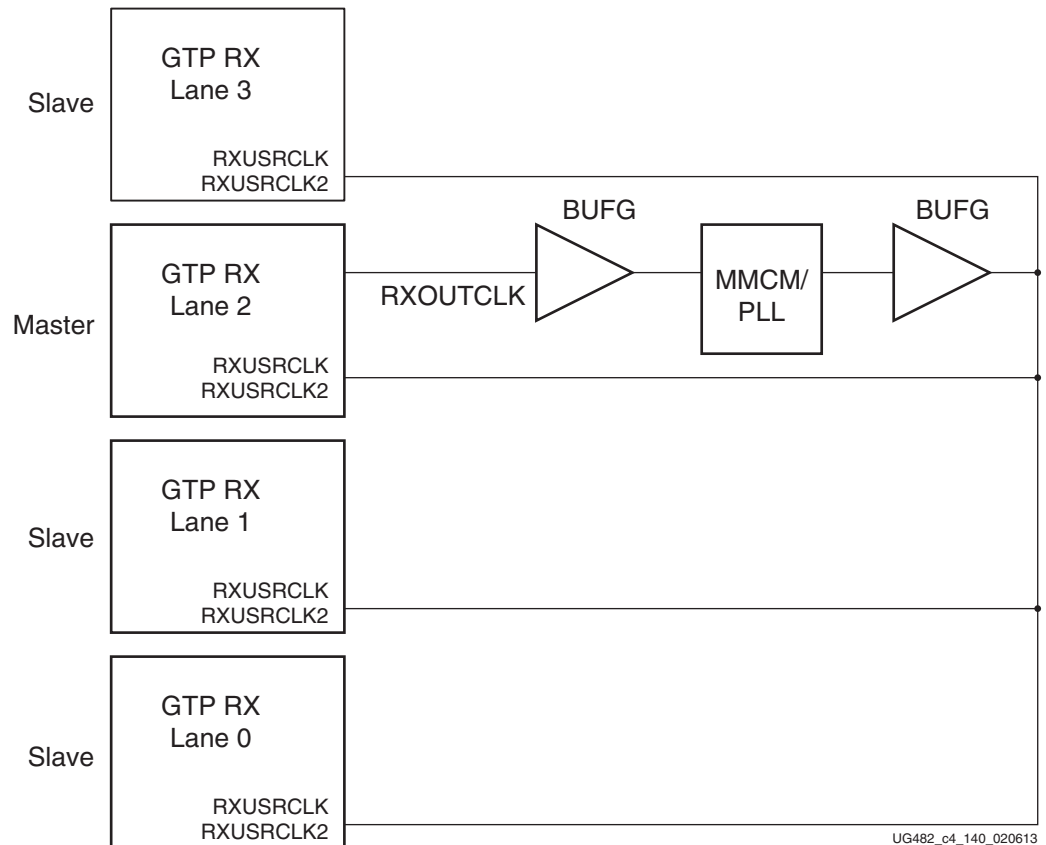 GTP RX
Lane 3
Slave
RXUSRCLK
RXUSRCLK2
BUFG
BUFG
GTP RX
Lane 2
RXOUTCLK
MMCM/
PLL
Master
RXUSRCLK
RXUSRCLK2
GTP RX
Lane 1
Slave
RXUSRCLK
RXUSRCLK2
GTP RX
Lane 0
Slave
RXUSRCLK
RXUSRCLK2
UG482_c4_140_020613